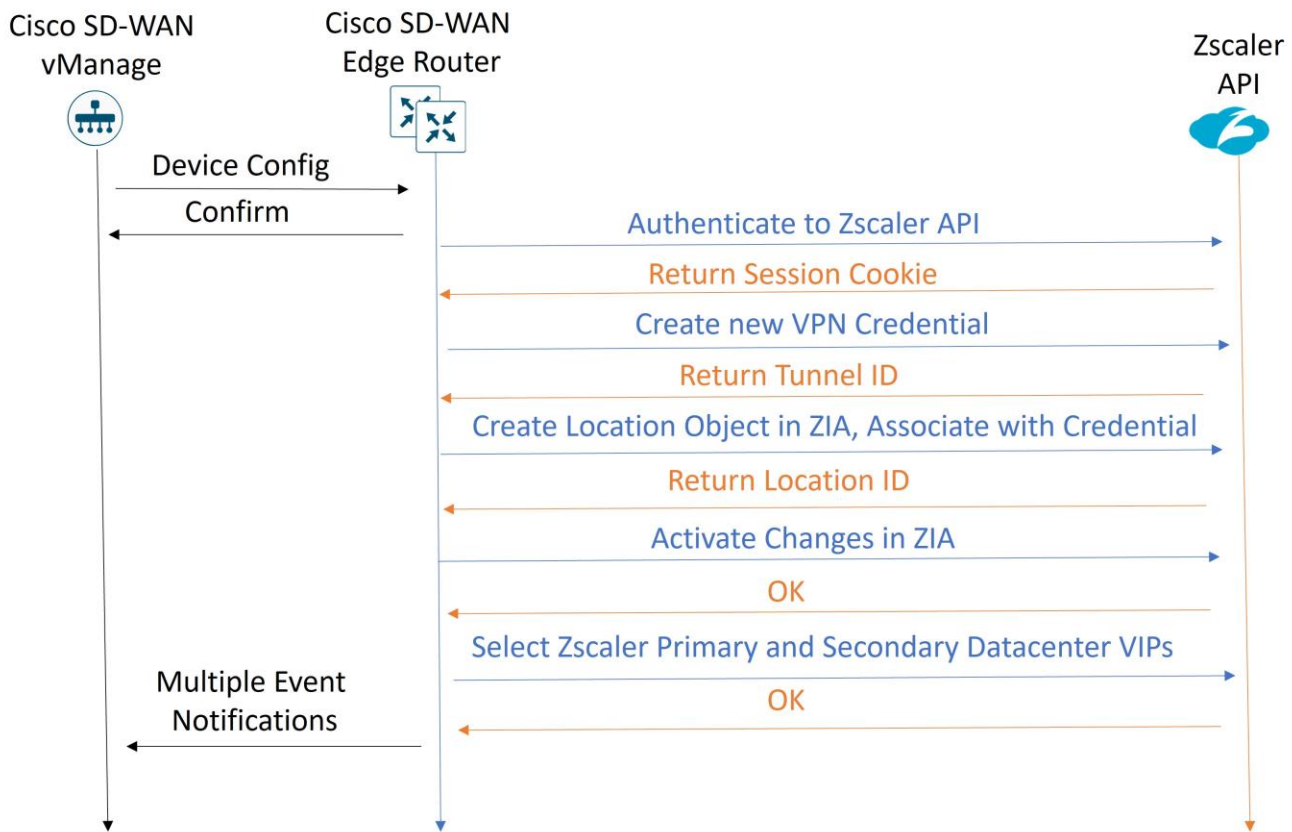 Cisco SD-WAN
vManage
Cisco SD-WAN
Edge Router
Zscaler
API
Device Config
Confirm
Authenticate to Zscaler API
Return Session Cookie
Create new VPN Credential
Return Tunnel ID
Create Location Object in ZIA, Associate with Credential
Return Location ID
Activate Changes in ZIA
OK
Select Zscaler Primary and Secondary Datacenter VIPs
OK
Multiple Event
Notifications